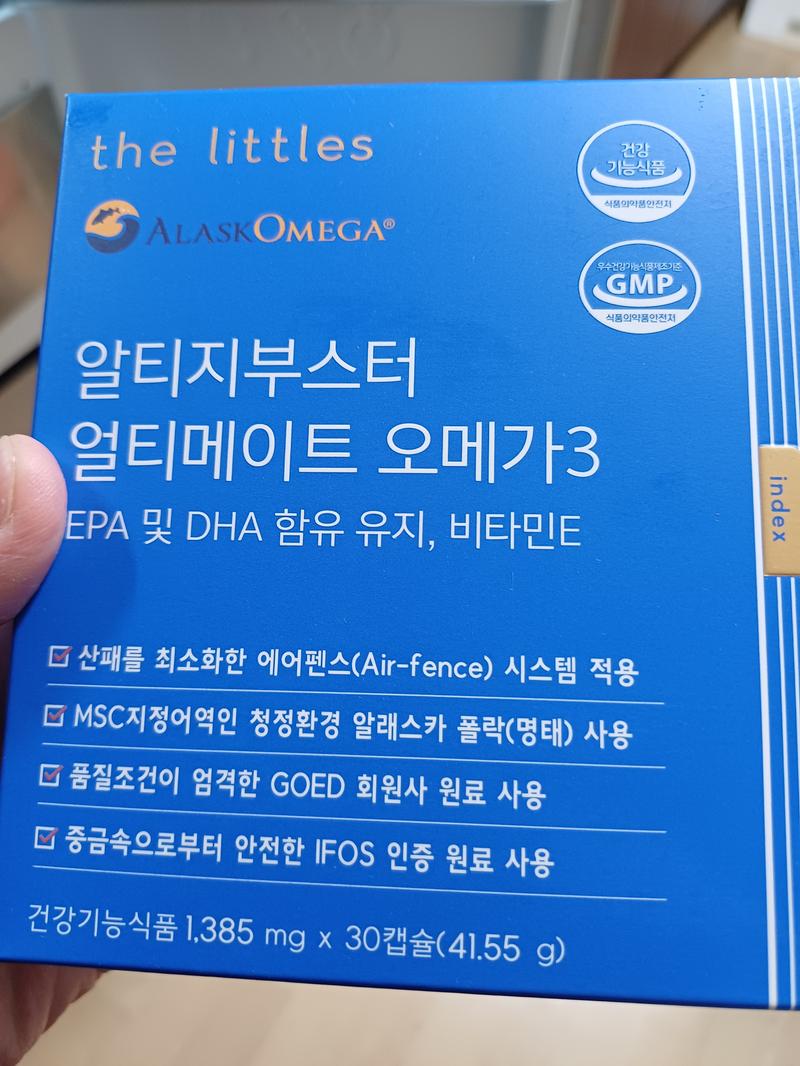 the littles
건강
기능식품
식품의약품안전처
ALASKOMEGA®
우수건강기능식품제조기준
GMP
식품의약품안전처
알티지부스터
얼티메이트 오메가3
EPA 및 DHA 함유 유지, 비타민E
index
산패를 최소화한 에어펜스(Air-fence) 시스템 적용
MSC지정어역인 청정환경 알래스카 폴락(명태) 사용
품질조건이 엄격한 GOED 회원사 원료 사용
중금속으로부터 안전한 IFOS 인증 원료 사용
건강기능식품 1,385 mg x 30캡슐(41.55 g)